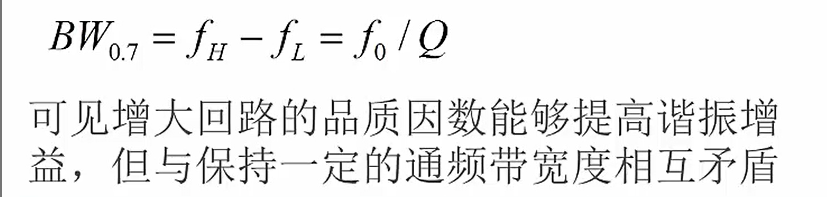 BW₀.₇ = f_H − f_L = f₀ / Q
可见增大回路的品质因数能够提高谐振增
益，但与保持一定的通频带宽度相互矛盾